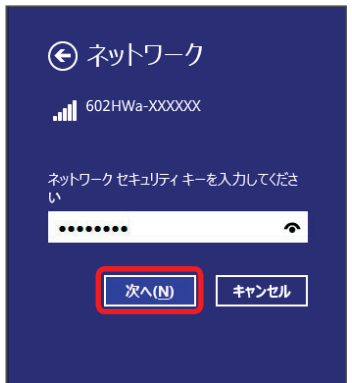 ネットワーク
602HWa-XXXXXX
ネットワーク セキュリティ キーを入力してくださ
い
••••••••
次へ(N)
キャンセル